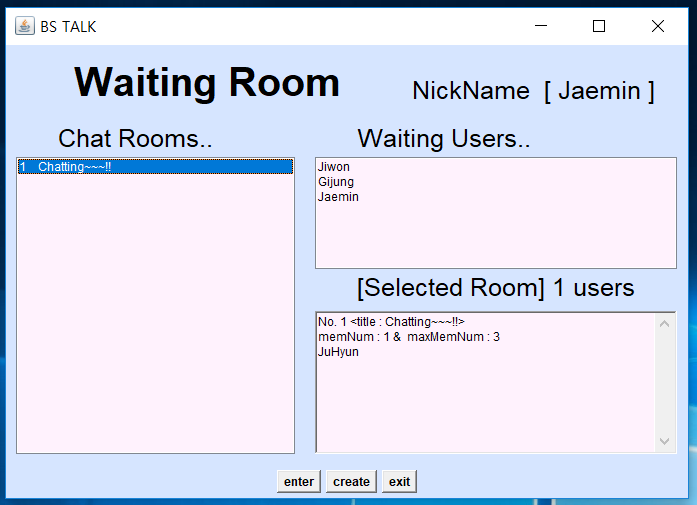 BS TALK
Waiting Room
NickName [ Jaemin ]
Chat Rooms..
1 Chatting~~~!!
Waiting Users..
Jiwon
Gijung
Jaemin
[Selected Room] 1 users
No. 1 <title : Chatting~~~!!>
memNum : 1 & maxMemNum : 3
JuHyun
enter create exit